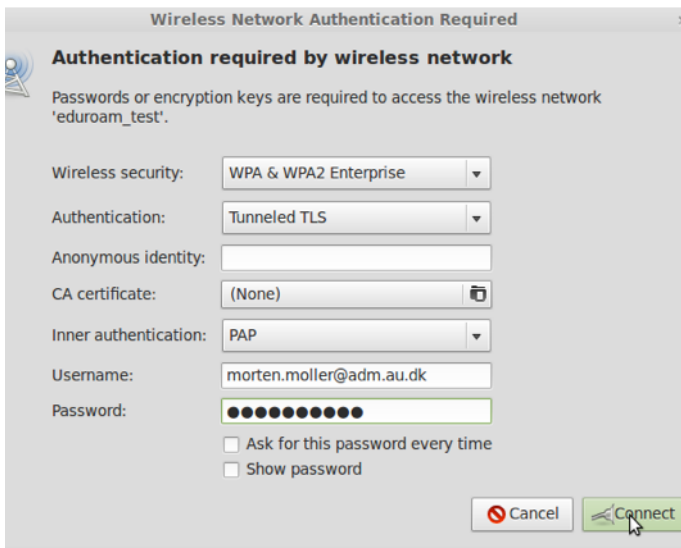 Wireless Network Authentication Required
Authentication required by wireless network
Passwords or encryption keys are required to access the wireless network
'eduroam_test'.
Wireless security: WPA & WPA2 Enterprise
Authentication: Tunneled TLS
Anonymous identity:
CA certificate: (None)
Inner authentication: PAP
Username: morten.moller@adm.au.dk
Password: ●●●●●●●●●●
Ask for this password every time
Show password
Cancel Connect